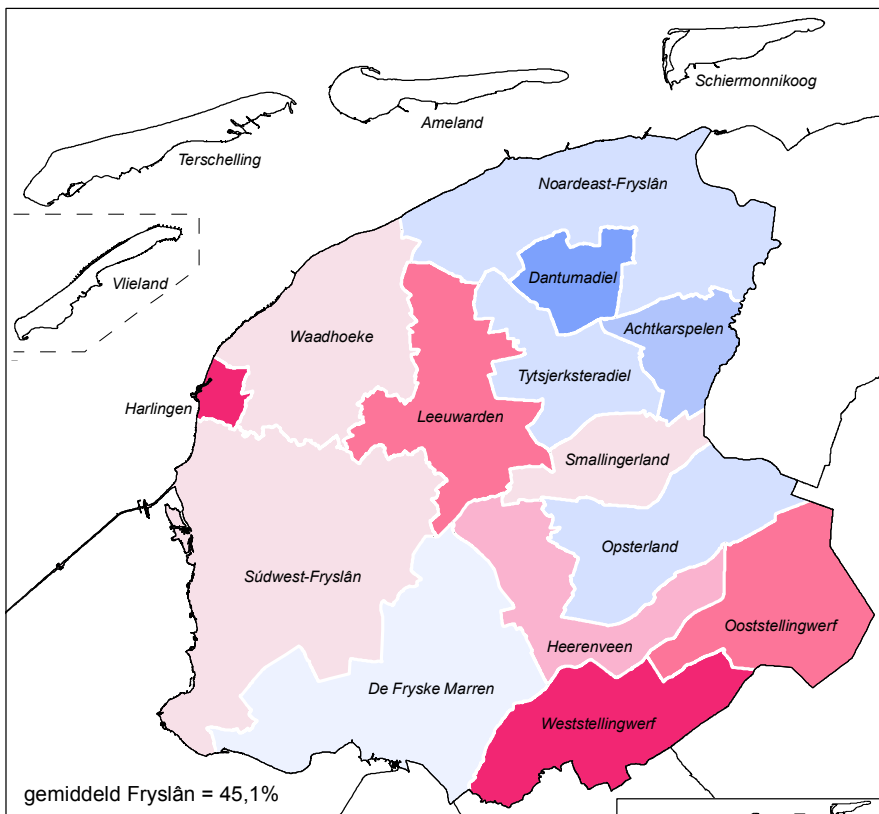 Schiermonnikoog
Ameland
Terschelling
Noardeast-Fryslân
Vlieland
Dantumadiel
Achtkarspelen
Waadhoeke
Tytsjerksteradiel
Harlingen
Leeuwarden
Smallingerland
Opsterland
Súdwest-Fryslân
Ooststellingwerf
Heerenveen
De Fryske Marren
Weststellingwerf
gemiddeld Fryslân = 45,1%